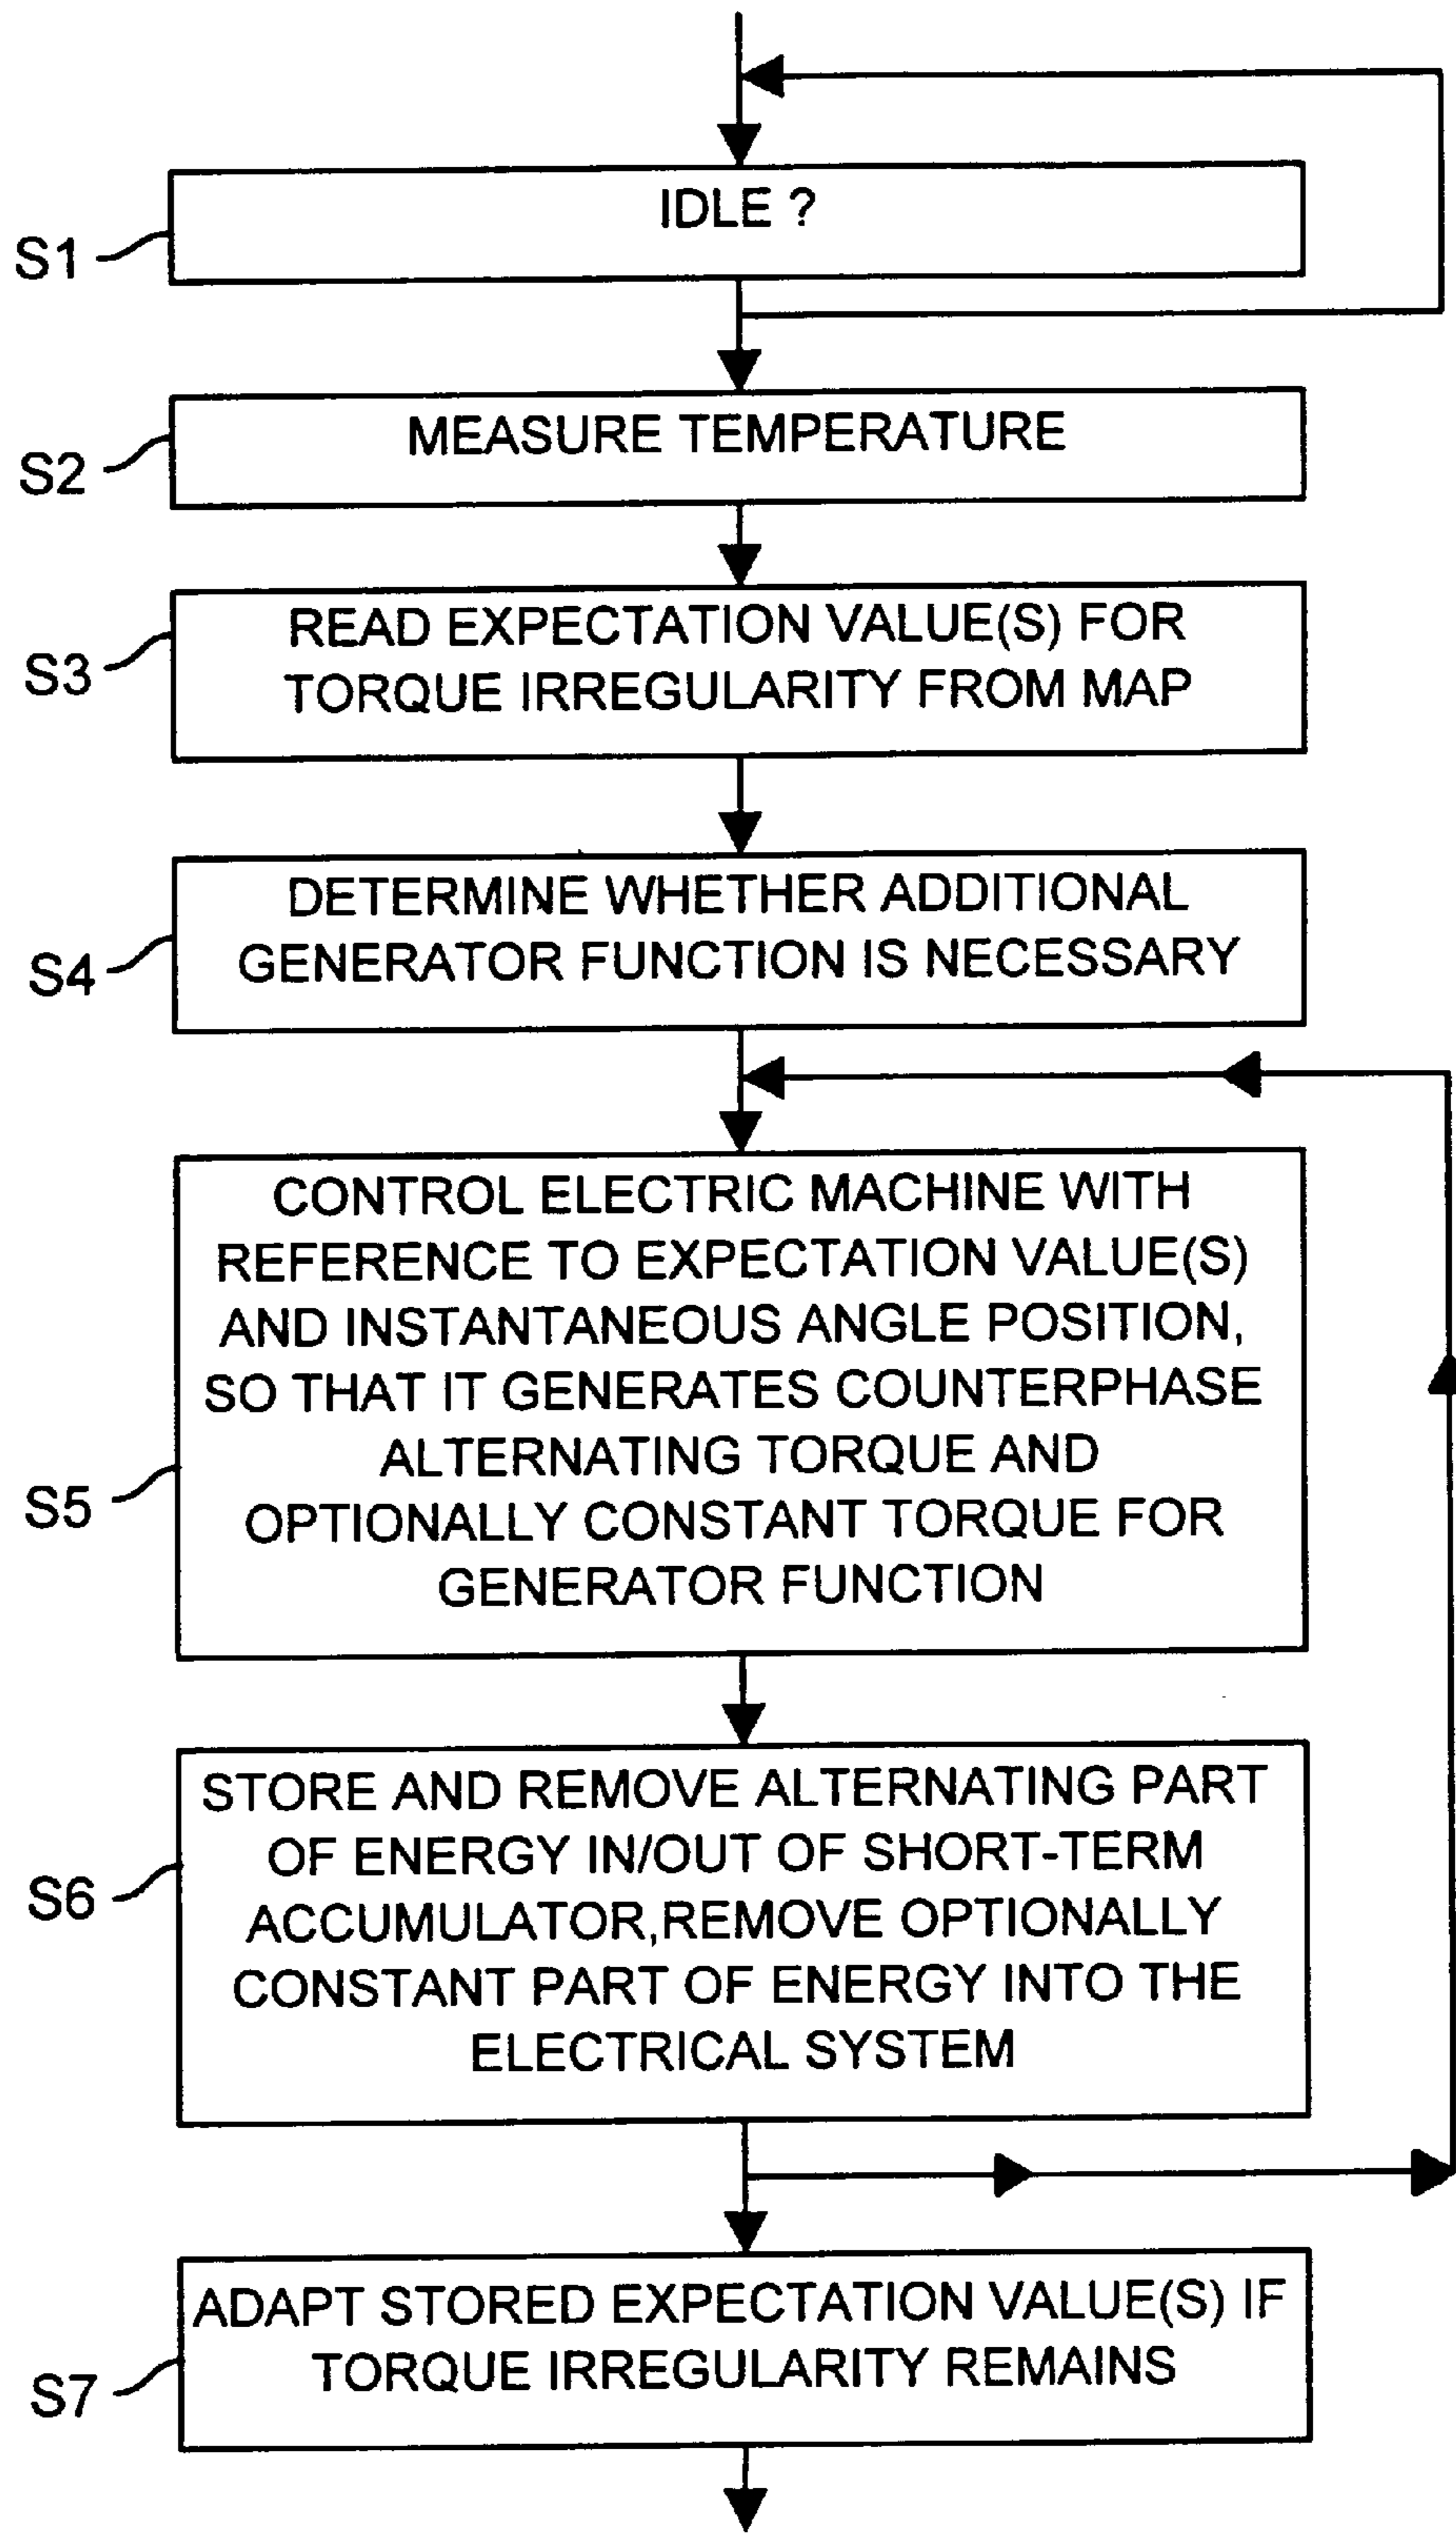 IDLE ?
S1
MEASURE TEMPERATURE
S2
READ EXPECTATION VALUE(S) FOR
TORQUE IRREGULARITY FROM MAP
S3
DETERMINE WHETHER ADDITIONAL
GENERATOR FUNCTION IS NECESSARY
S4
CONTROL ELECTRIC MACHINE WITH
REFERENCE TO EXPECTATION VALUE(S)
AND INSTANTANEOUS ANGLE POSITION,
SO THAT IT GENERATES COUNTERPHASE
ALTERNATING TORQUE AND
OPTIONALLY CONSTANT TORQUE FOR
GENERATOR FUNCTION
S5
STORE AND REMOVE ALTERNATING PART
OF ENERGY IN/OUT OF SHORT-TERM
ACCUMULATOR,REMOVE OPTIONALLY
CONSTANT PART OF ENERGY INTO THE
ELECTRICAL SYSTEM
S6
ADAPT STORED EXPECTATION VALUE(S) IF
TORQUE IRREGULARITY REMAINS
S7